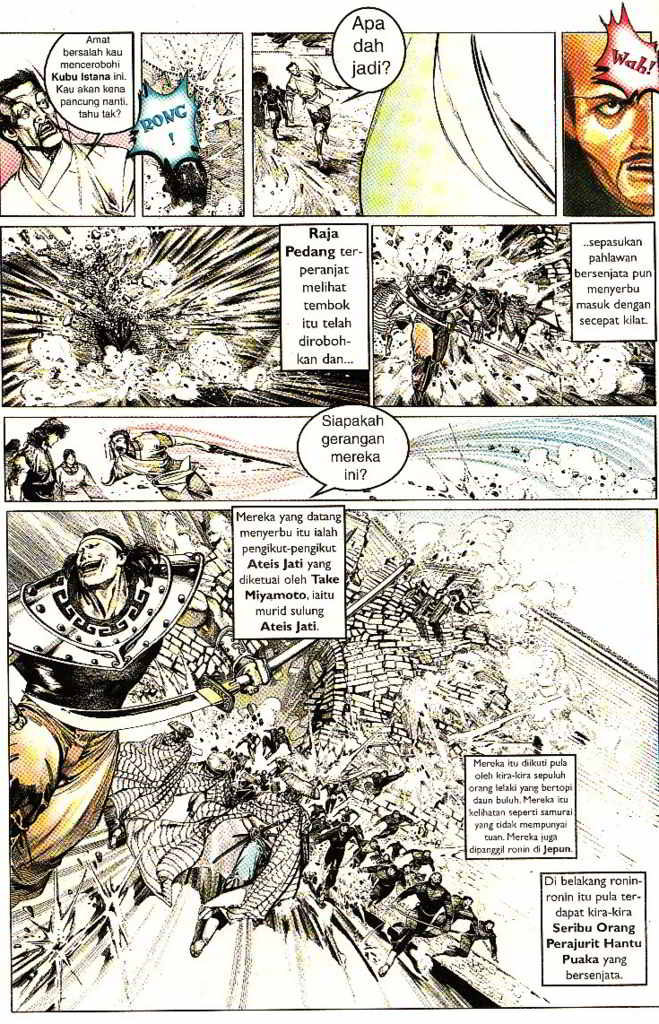 Amat
bersalah kau
mencerobohi
Kubu Istana ini.
Kau akan kena
pancung nanti,
tahu tak?
RONG
!
Apa
dah
jadi?
Wah!
Raja
Pedang ter-
peranjat
melihat
tembok
itu telah
diroboh-
kan dan...
..sepasukan
pahlawan
bersenjata pun
menyerbu
masuk dengan
secepat kilat.
Siapakah
gerangan
mereka
ini?
Mereka yang datang
menyerbu itu ialah
pengikut-pengikut
Ateis Jati yang
diketuai oleh Take
Miyamoto, iaitu
murid sulung
Ateis Jati.
Mereka itu diikuti pula
oleh kira-kira sepuluh
orang lelaki yang bertopi
daun buluh. Mereka itu
kelihatan seperti samurai
yang tidak mempunyai
tuan. Mereka juga
dipanggil ronin di Jepun.
Di belakang ronin-
ronin itu pula ter-
dapat kira-kira
Seribu Orang
Perajurit Hantu
Puaka yang
bersenjata.